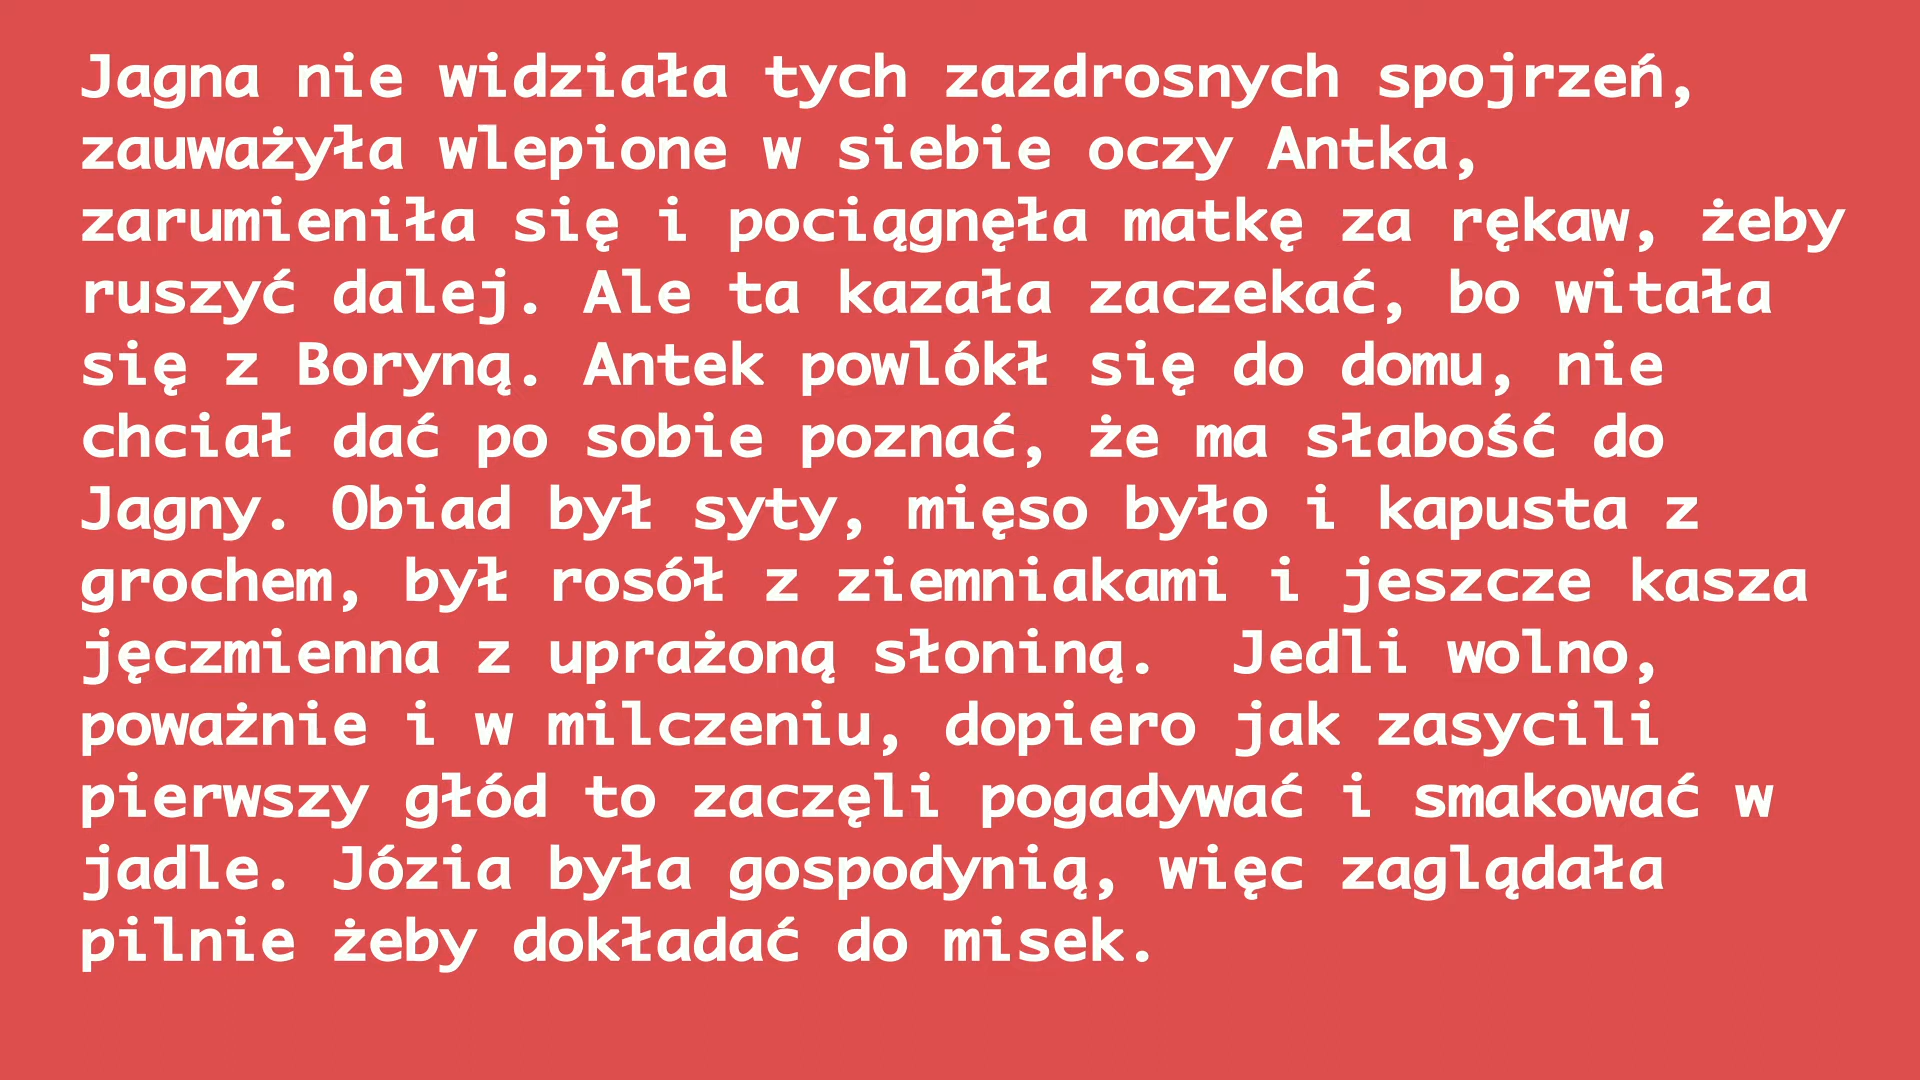 Jagna nie widziała tych zazdrosnych spojrzeń,
zauważyła wlepione w siebie oczy Antka,
zarumieniła się i pociągnęła matkę za rękaw, żeby
ruszyć dalej. Ale ta kazała zaczekać, bo witała
się z Boryną. Antek powlókł się do domu, nie
chciał dać po sobie poznać, że ma słabość do
Jagny. Obiad był syty, mięso było i kapusta z
grochem, był rosół z ziemniakami i jeszcze kasza
jęczmienna z uprażoną słoniną.  Jedli wolno,
poważnie i w milczeniu, dopiero jak zasycili
pierwszy głód to zaczęli pogadywać i smakować w
jadle. Józia była gospodynią, więc zaglądała
pilnie żeby dokładać do misek.